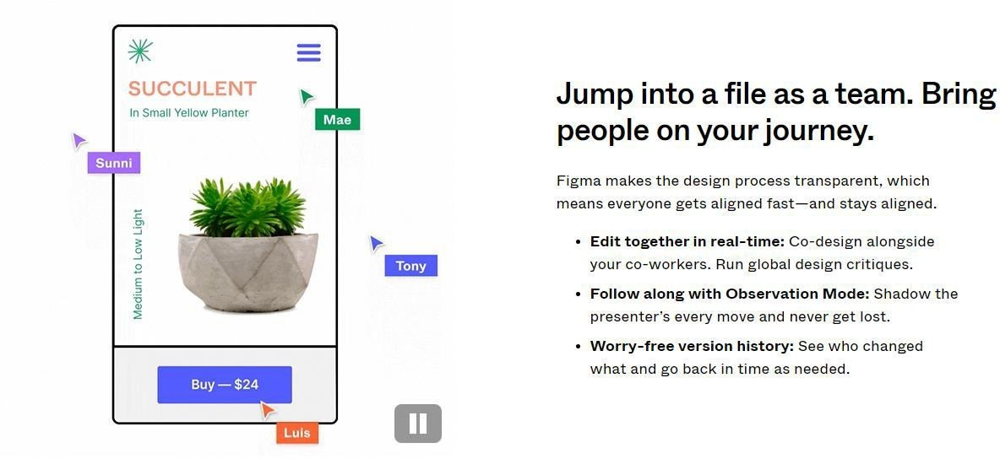 SUCCULENT
In Small Yellow Planter
Mae
Sunni
Medium to Low Light
Tony
Buy — $24
Luis
Jump into a file as a team. Bring
people on your journey.
Figma makes the design process transparent, which
means everyone gets aligned fast—and stays aligned.
• Edit together in real-time: Co-design alongside
your co-workers. Run global design critiques.
• Follow along with Observation Mode: Shadow the
presenter’s every move and never get lost.
• Worry-free version history: See who changed
what and go back in time as needed.